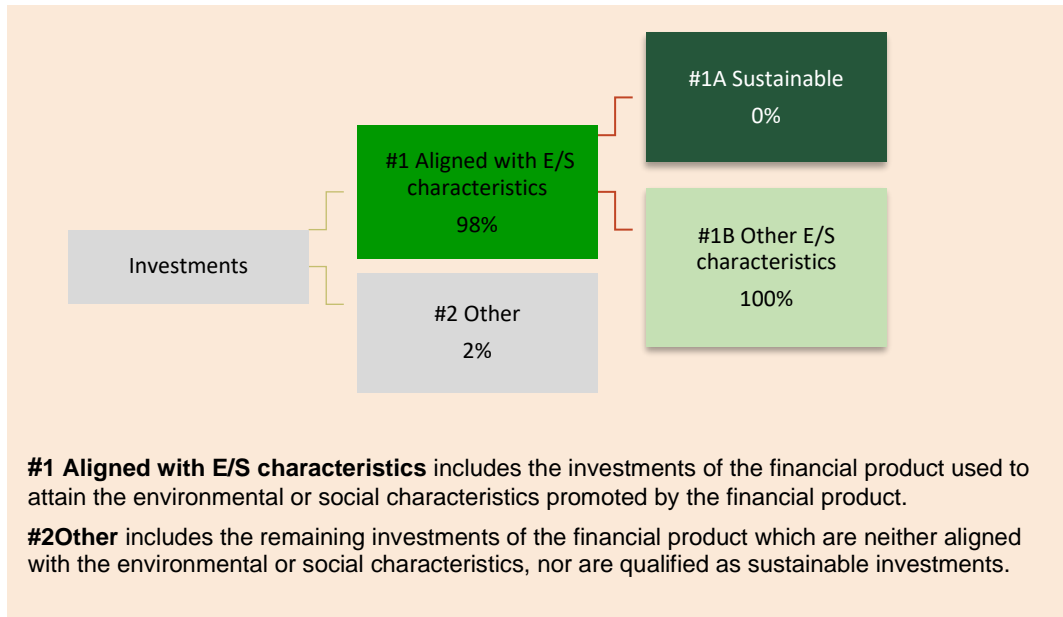 #1A Sustainable
0%
#1 Aligned with E/S
characteristics
98%
#1B Other E/S
characteristics
100%
Investments
#2 Other
2%
#1 Aligned with E/S characteristics includes the investments of the financial product used to
attain the environmental or social characteristics promoted by the financial product.
#2Other includes the remaining investments of the financial product which are neither aligned
with the environmental or social characteristics, nor are qualified as sustainable investments.